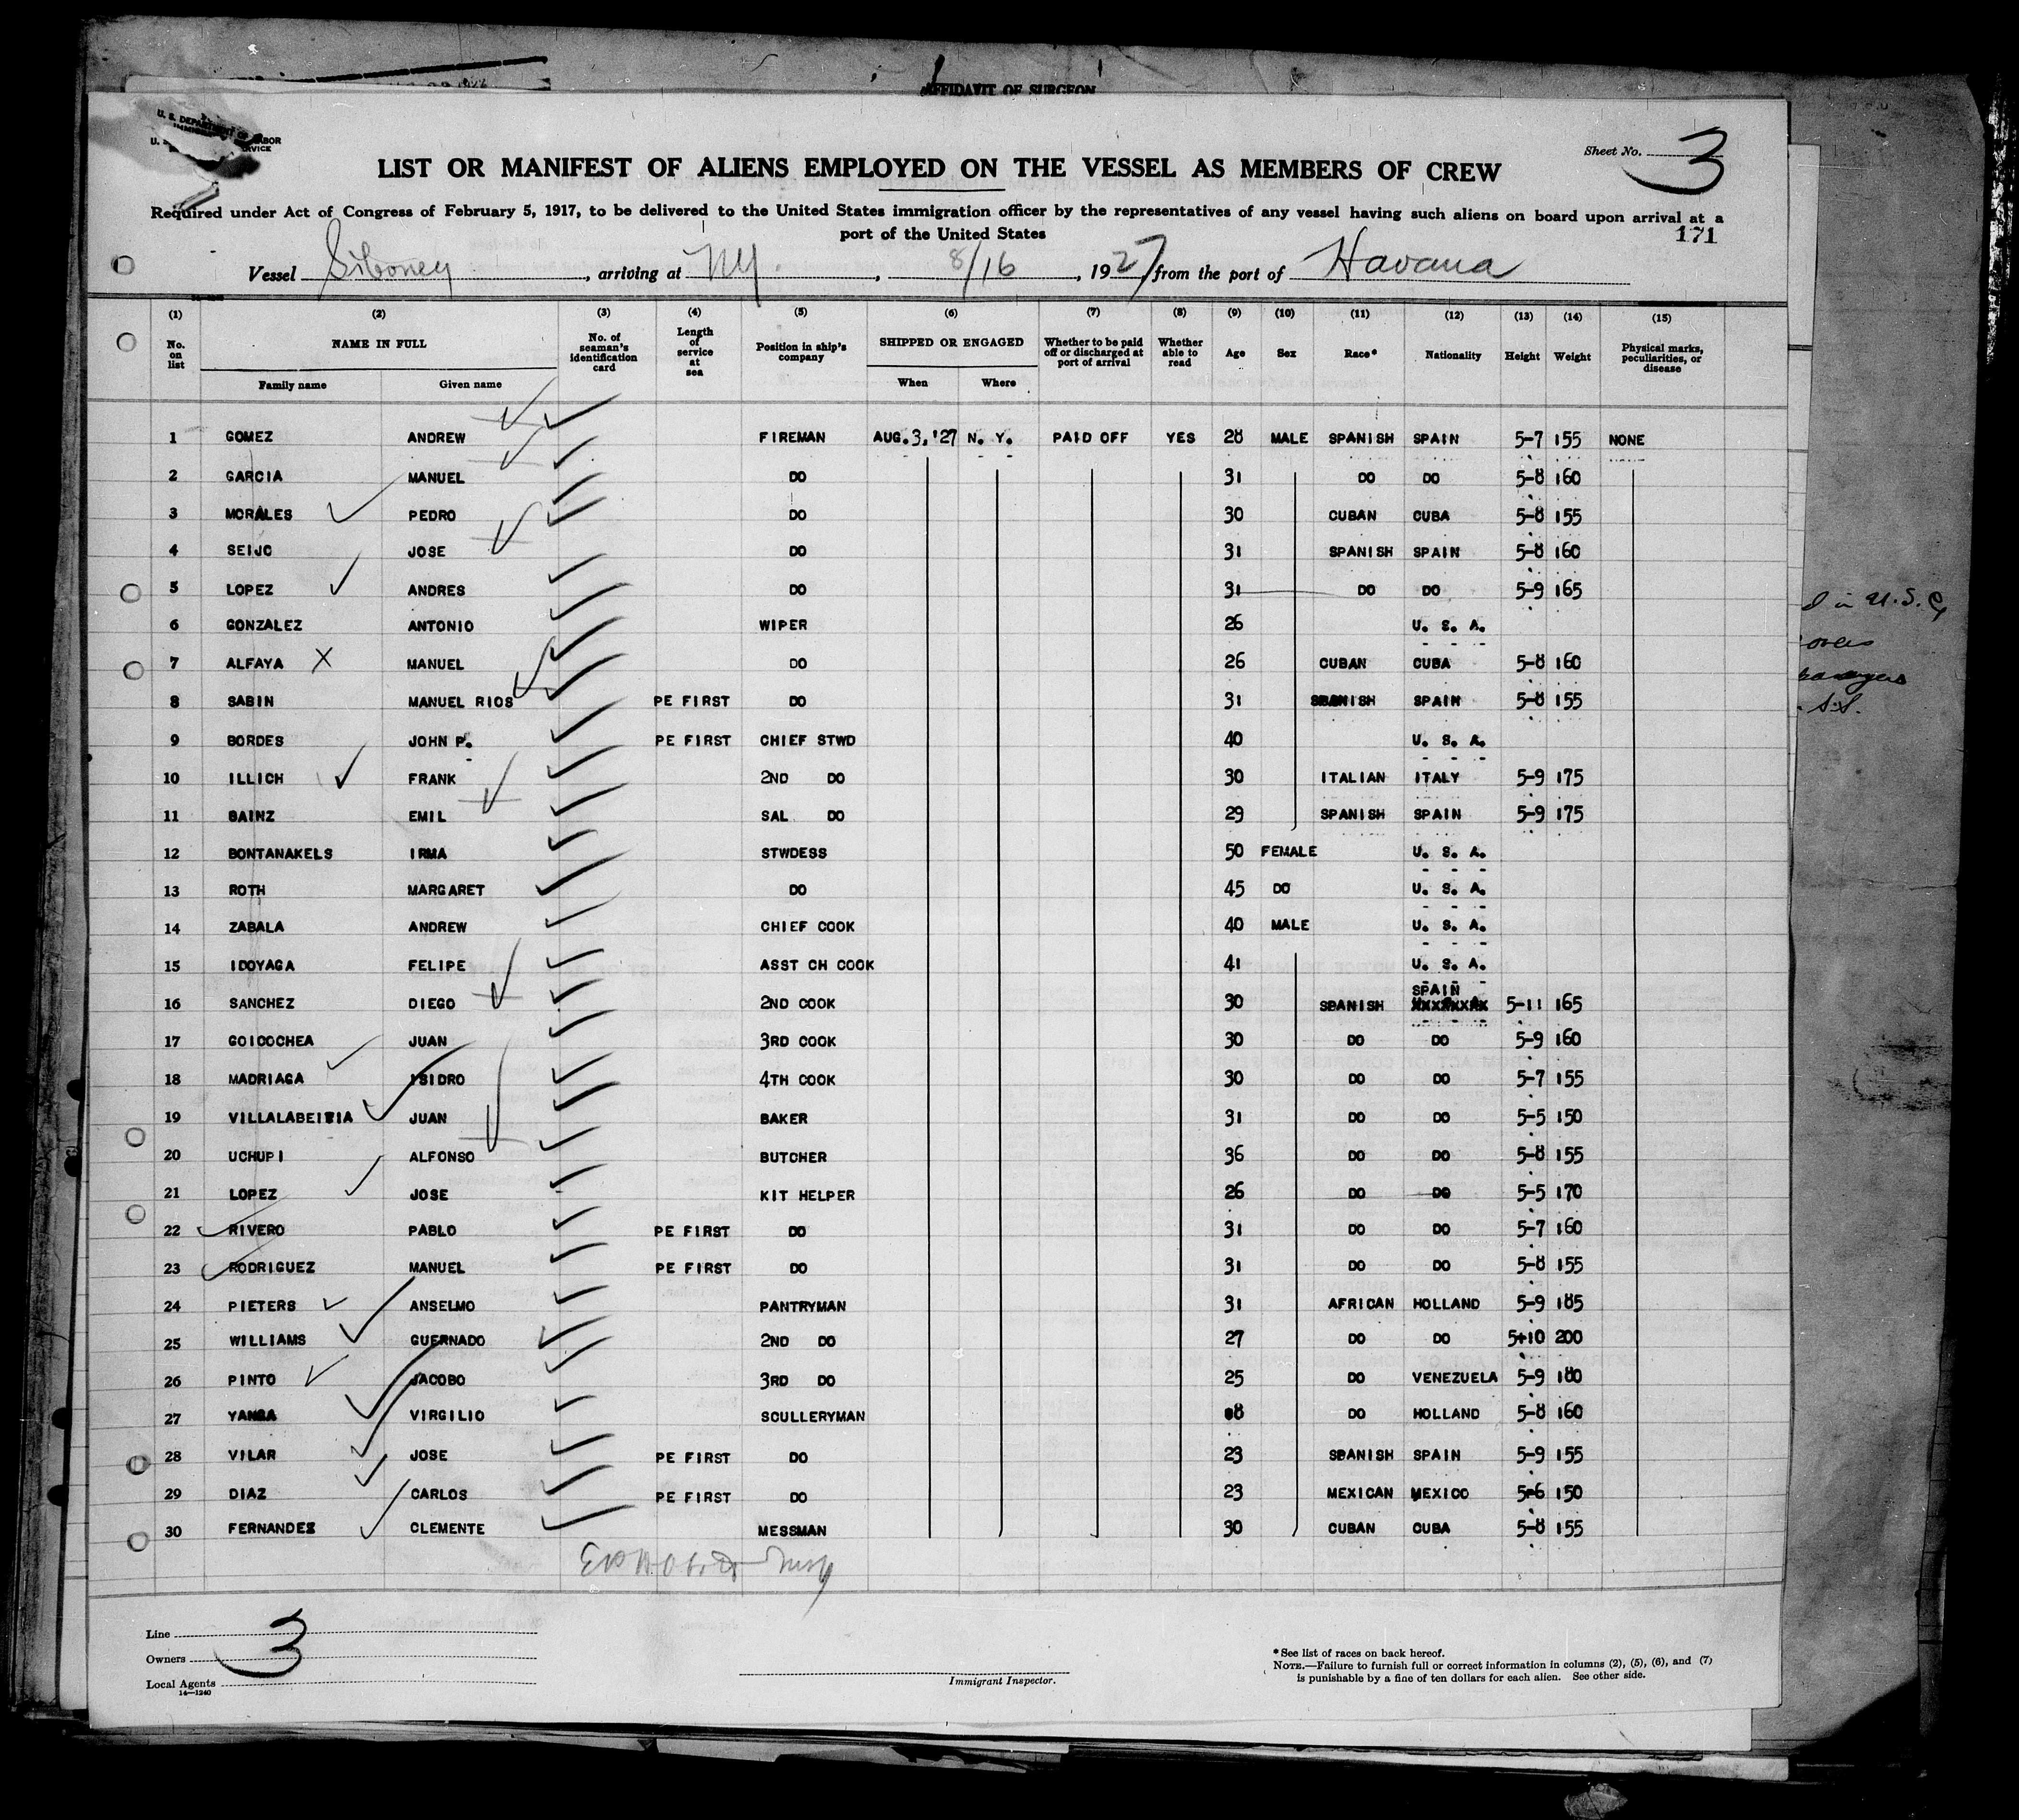 AFFIDAVIT OF SURGEON
Sheet No. 3
LIST OR MANIFEST OF ALIENS EMPLOYED ON THE VESSEL AS MEMBERS OF CREW
Required under Act of Congress of February 5, 1917, to be delivered to the United States immigration officer by the representatives of any vessel having such aliens on board upon arrival at a
port of the United States
171
Vessel Siboney, arriving at NY., 8/16, 1927 from the port of Havana
(1) (2) (3) (4) (5) (6) (7) (8) (9) (10) (11) (12) (13) (14) (15)
No. on list NAME IN FULL No. of seaman's identification card Length of service at sea Position in ship's company SHIPPED OR ENGAGED Whether to be paid off or discharged at port of arrival Whether able to read Age Sex Race* Nationality Height Weight Physical marks, peculiarities, or disease
Family name Given name When Where
1 GOMEZ ANDREW FIREMAN AUG. 3, '27 N. Y. PAID OFF YES 28 MALE SPANISH SPAIN 5-7 155 NONE
2 GARCIA MANUEL DO 31 DO DO 5-8 160
3 MORALES PEDRO DO 30 CUBAN CUBA 5-8 155
4 SEIJO JOSE DO 31 SPANISH SPAIN 5-8 160
5 LOPEZ ANDRES DO 31 DO DO 5-9 165
6 GONZALEZ ANTONIO WIPER 26 U. S. A.
7 ALFAYA X MANUEL DO 26 CUBAN CUBA 5-8 160
8 SABIN MANUEL RIOS PE FIRST DO 31 SPANISH SPAIN 5-8 155
9 BORDES JOHN P. PE FIRST CHIEF STWD 40 U. S. A.
10 ILLICH FRANK 2ND DO 30 ITALIAN ITALY 5-9 175
11 BAINZ EMIL SAL DO 29 SPANISH SPAIN 5-9 175
12 BONTANAKELS IRMA STWDESS 50 FEMALE U. S. A.
13 ROTH MARGARET DO 45 DO U. S. A.
14 ZABALA ANDREW CHIEF COOK 40 MALE U. S. A.
15 IDOYAGA FELIPE ASST CH COOK 41 U. S. A.
16 SANCHEZ DIEGO 2ND COOK 30 SPANISH SPAIN 5-11 165
17 GOICOCHEA JUAN 3RD COOK 30 DO DO 5-9 160
18 MADRIAGA ISIDRO 4TH COOK 30 DO DO 5-7 155
19 VILLALABEITIA JUAN BAKER 31 DO DO 5-5 150
20 UCHUPI ALFONSO BUTCHER 36 DO DO 5-8 155
21 LOPEZ JOSE KIT HELPER 26 DO DO 5-5 170
22 RIVERO PABLO PE FIRST DO 31 DO DO 5-7 160
23 RODRIGUEZ MANUEL PE FIRST DO 31 DO DO 5-8 155
24 PIETERS ANSELMO PANTRYMAN 31 AFRICAN HOLLAND 5-9 185
25 WILLIAMS GUERNADO 2ND DO 27 DO DO 5-10 200
26 PINTO JACOBO 3RD DO 25 DO VENEZUELA 5-9 180
27 VIRGILIO SCULLERYMAN DO HOLLAND 5-8 160
28 VILAR JOSE PE FIRST DO 23 SPANISH SPAIN 5-9 155
29 DIAZ CARLOS PE FIRST DO 23 MEXICAN MEXICO 5-6 150
30 FERNANDEZ CLEMENTE MESSMAN 30 CUBAN CUBA 5-8 155
Line
3
Owners
Local Agents
14—1240
Immigrant Inspector.
*See list of races on back hereof.
NOTE.—Failure to furnish full or correct information in columns (2), (5), (6), and (7)
is punishable by a fine of ten dollars for each alien. See other side.